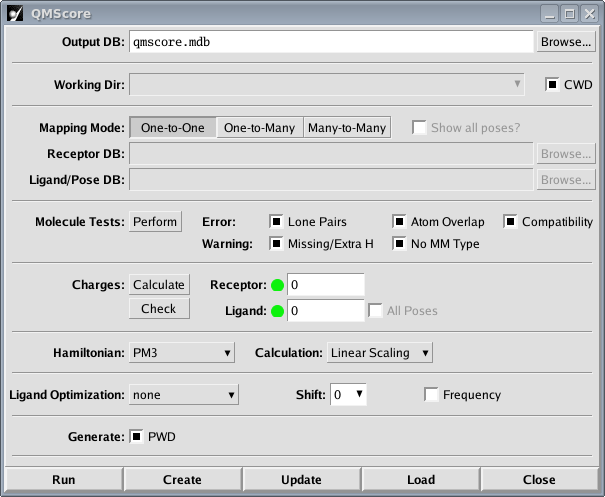 QMScore
Output DB: qmscore.mdb Browse...
Working Dir: CWD
Mapping Mode: One-to-One One-to-Many Many-to-Many Show all poses?
Receptor DB: Browse...
Ligand/Pose DB: Browse...
Molecule Tests: Perform Error: Lone Pairs Atom Overlap Compatibility
Warning: Missing/Extra H No MM Type
Charges: Calculate Receptor: 0
Check Ligand: 0 All Poses
Hamiltonian: PM3 Calculation: Linear Scaling
Ligand Optimization: none Shift: 0 Frequency
Generate: PWD
Run Create Update Load Close